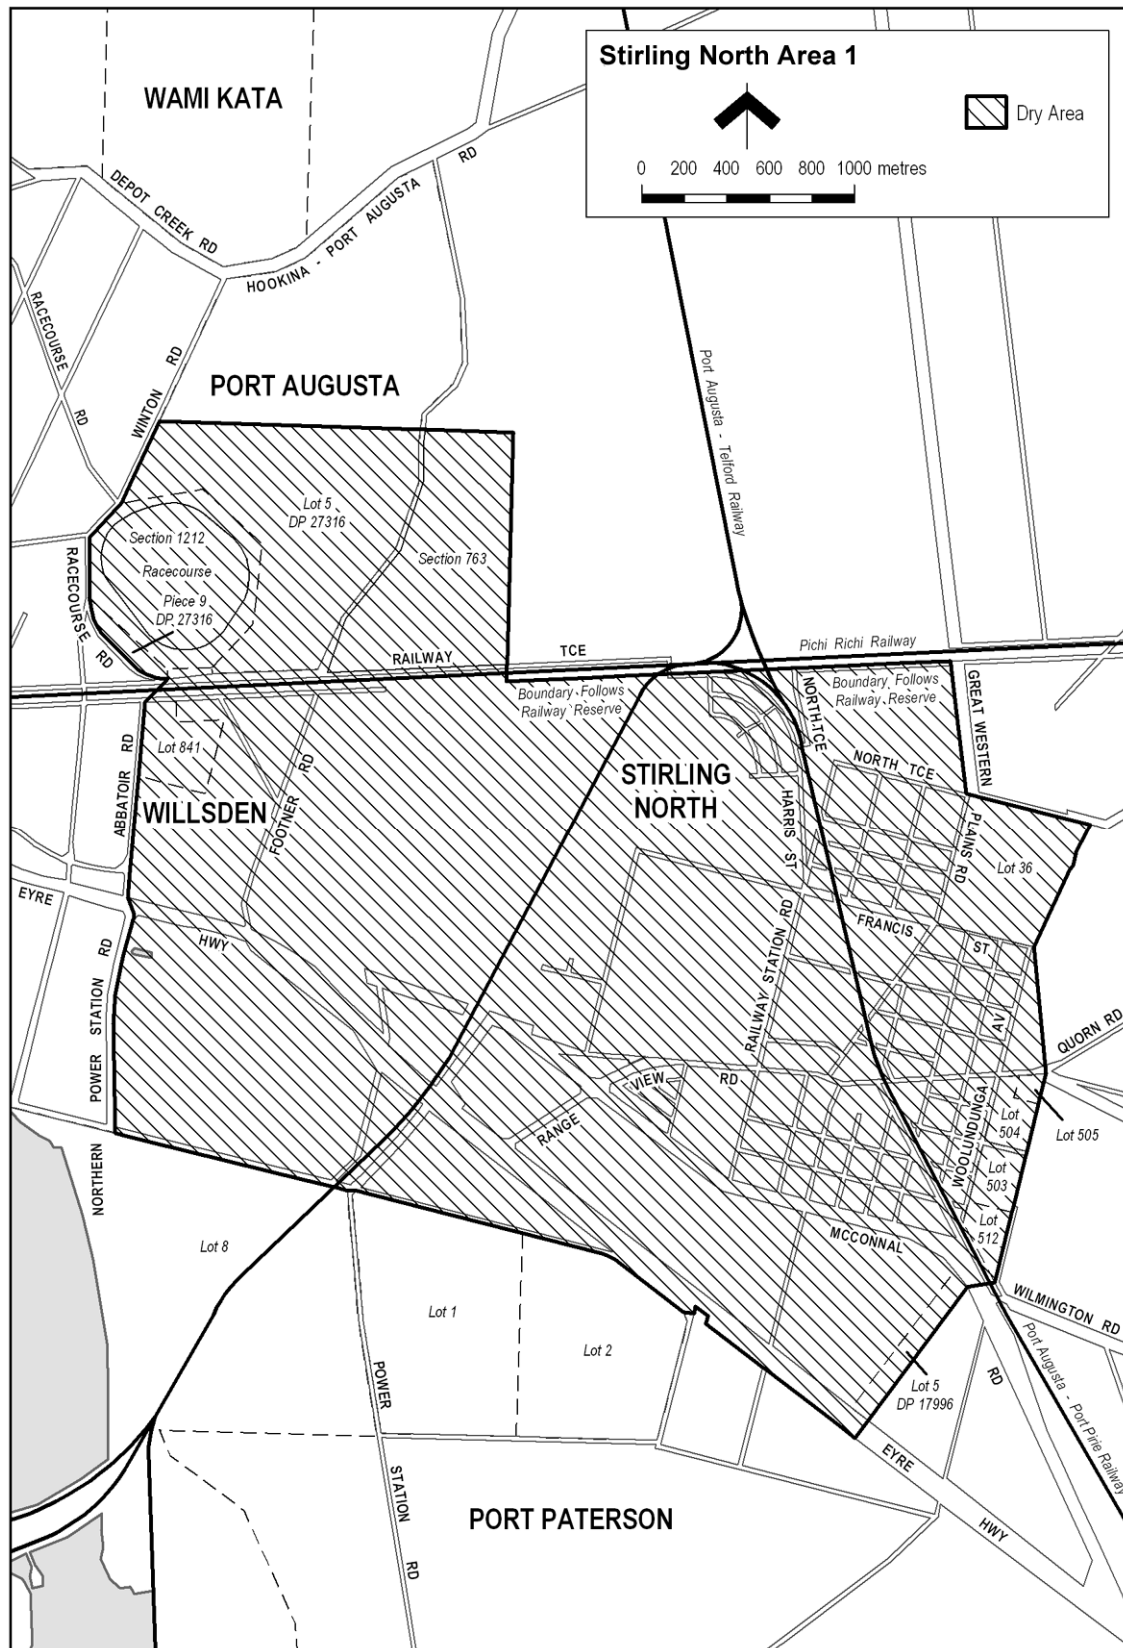 Stirling North Area 1
Dry Area
0 200 400 600 800 1000 metres
WAMI KATA
DEPOT CREEK RD
HOOKINA - PORT AUGUSTA RD
RACECOURSE RD
WINTON RD
PORT AUGUSTA
Port Augusta - Telford Railway
Lot 5
DP 27316
Section 1212
Racecourse
Section 763
Piece 9
DP 27316
RACECOURSE RD
RAILWAY TCE
Pichi Richi Railway
Boundary Follows
Railway Reserve
Boundary Follows
Railway Reserve
NORTH TCE
GREAT WESTERN
PLAINS RD
Lot 841
ABBATOIR RD
WILLSDEN
FOOTNER RD
STIRLING
NORTH
NORTH TCE
HARRIS ST
Lot 36
EYRE HWY
RAILWAY STATION RD
FRANCIS ST
NORTHERN POWER STATION RD
QUORN RD
VIEW RD
RANGE
WOOLUNDUNGA AV
L
Lot
504
Lot 505
Lot
503
Lot
512
MCCONNAL RD
WILMINGTON RD
Lot 8
Lot 1
Lot 2
Lot 5
DP 17996
Port Augusta - Port Pirie Railway
POWER STATION RD
EYRE HWY
PORT PATERSON